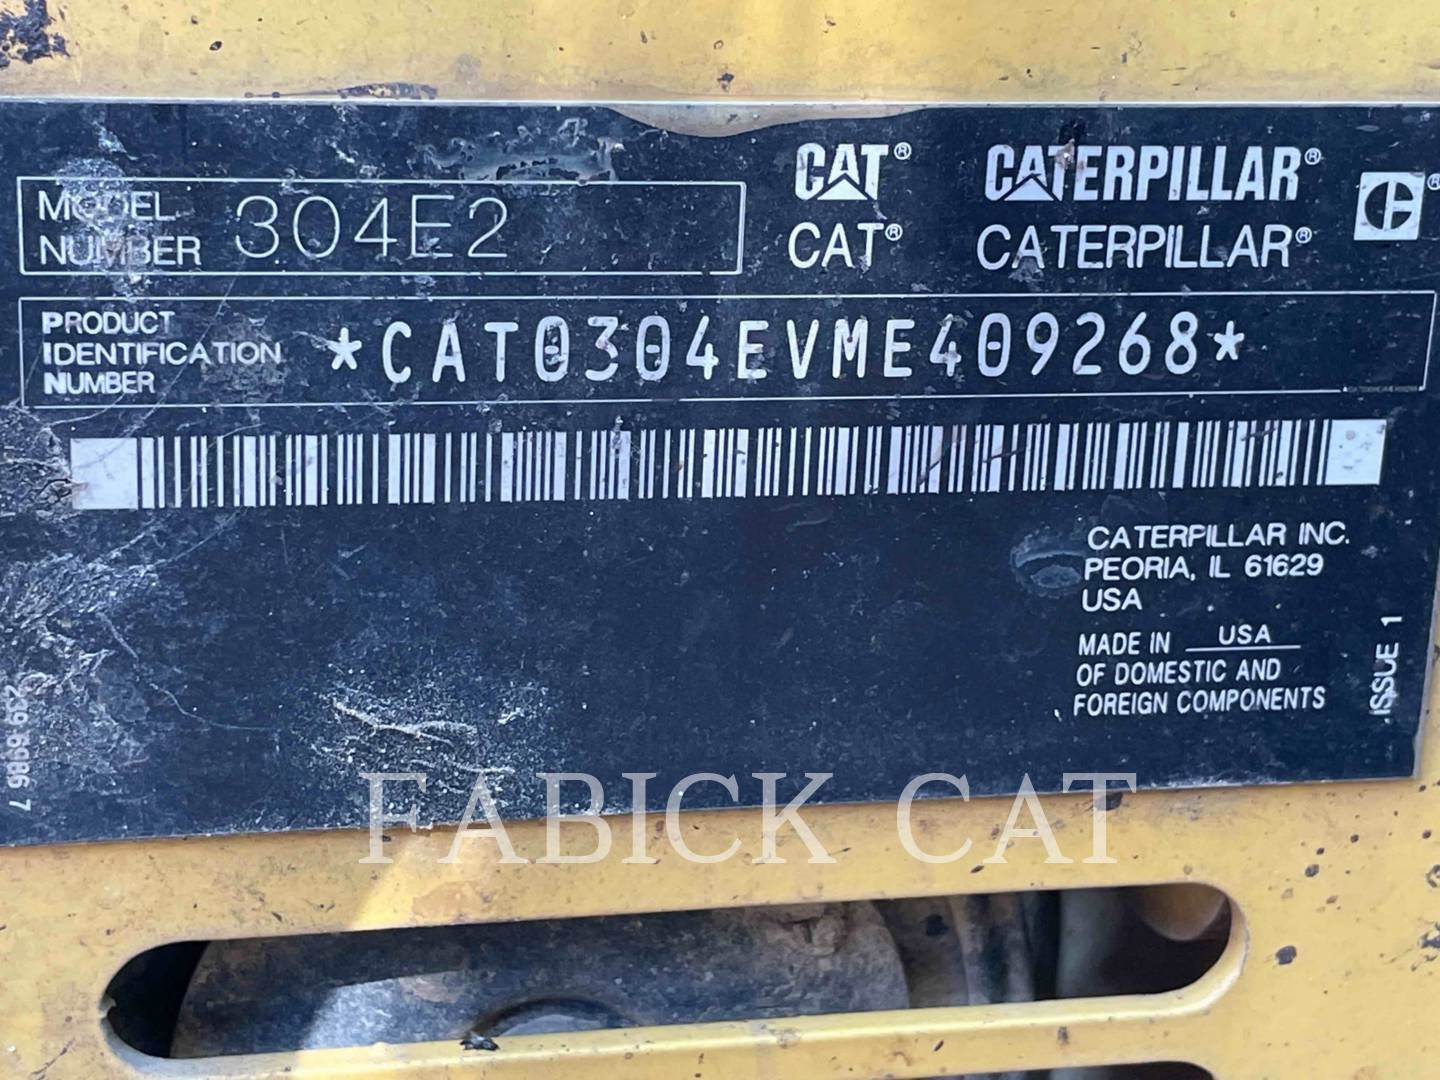 CAT® CATERPILLAR®
CAT® CATERPILLAR®
MODEL
NUMBER 304E2
PRODUCT
IDENTIFICATION
NUMBER
*CAT0304EVME409268*
CATERPILLAR INC.
PEORIA, IL 61629
USA
MADE IN USA
OF DOMESTIC AND
FOREIGN COMPONENTS
ISSUE 1
239 6986 7
FABICK CAT